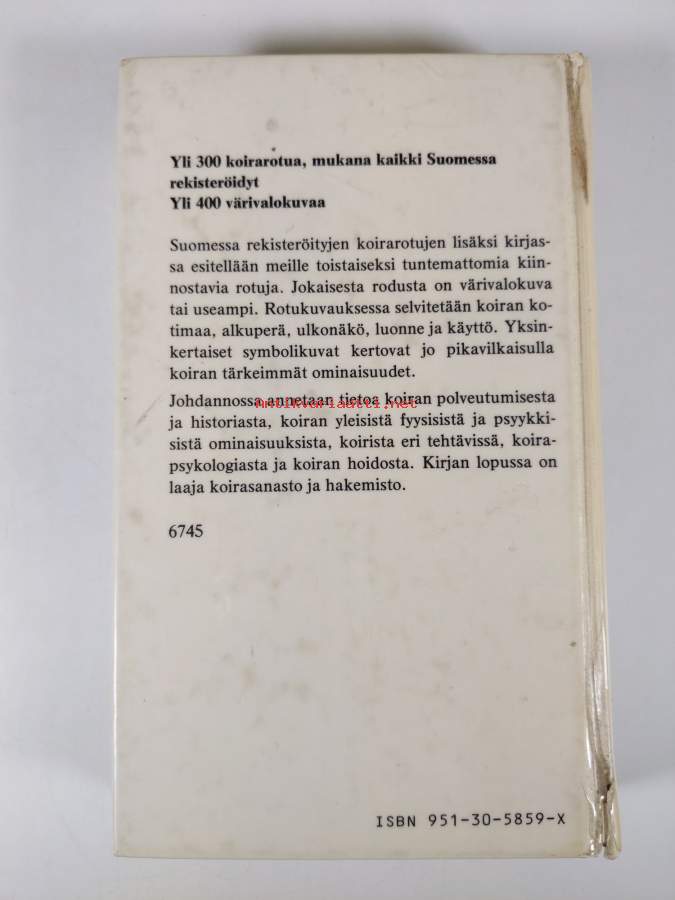 Yli 300 koirarotua, mukana kaikki Suomessa
rekisteröidyt
Yli 400 värivalokuvaa
Suomessa rekisteröityjen koirarotujen lisäksi kirjas-
sa esitellään meille toistaiseksi tuntemattomia kiin-
nostavia rotuja. Jokaisesta rodusta on värivalokuva
tai useampi. Rotukuvauksessa selvitetään koiran ko-
timaa, alkuperä, ulkonäkö, luonne ja käyttö. Yksin-
kertaiset symbolikuvat kertovat jo pikavilkaisulla
koiran tärkeimmät ominaisuudet.
Johdannossa annetaan tietoa koiran polveutumisesta
Antikvariaatti.net
ja historiasta, koiran yleisistä fyysisistä ja psyykki-
sistä ominaisuuksista, koirista eri tehtävissä, koira-
psykologiasta ja koiran hoidosta. Kirjan lopussa on
laaja koirasanasto ja hakemisto.
6745
ISBN 951-30-5859-X